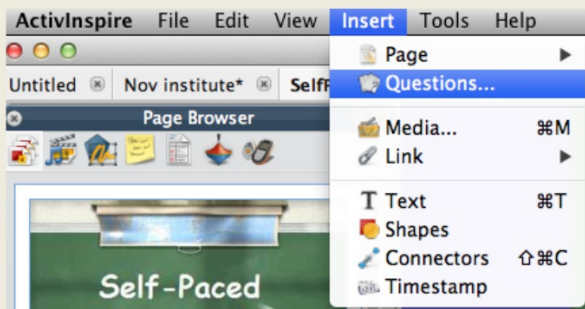 ActivInspire File Edit View Insert Tools Help
Untitled Nov institute* SelfP
Page Browser
Page
Questions...
Media... ⌘M
Link
T Text ⌘T
Shapes
Connectors ⇧⌘C
Timestamp
Self-Paced